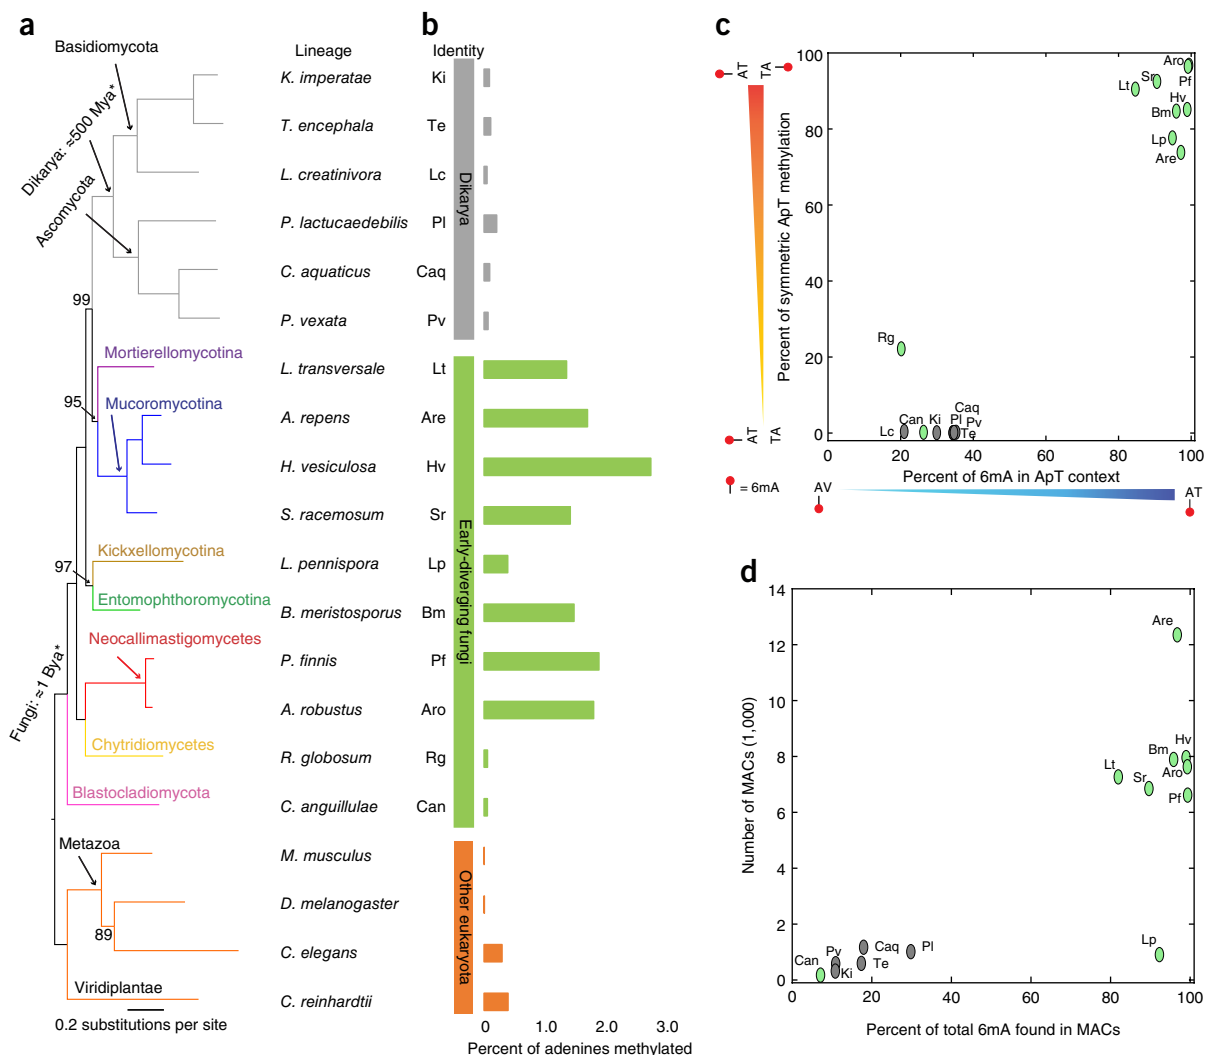 a
Basidiomycota
Dikarya: ≈500 Mya*
Ascomycota
99
Mortierellomycotina
95
Mucoromycotina
Kickxellomycotina
97
Entomophthoromycotina
Neocallimastigomycetes
Fungi: ≈1 Bya*
Chytridiomycetes
Blastocladiomycota
Metazoa
89
Viridiplantae
0.2 substitutions per site
Lineage
K. imperatae
T. encephala
L. creatinivora
P. lactucaedebilis
C. aquaticus
P. vexata
L. transversale
A. repens
H. vesiculosa
S. racemosum
L. pennispora
B. meristosporus
P. finnis
A. robustus
R. globosum
C. anguillulae
M. musculus
D. melanogaster
C. elegans
C. reinhardtii
b
Identity
Ki
Te
Lc
Pl
Caq
Pv
Lt
Are
Hv
Sr
Lp
Bm
Pf
Aro
Rg
Can
Dikarya
Early-diverging fungi
Other eukaryota
0 1.0 2.0 3.0
Percent of adenines methylated
c
AT TA
AT TA
= 6mA
Percent of symmetric ApT methylation
100
80
60
40
20
0
Aro
Sr
Pf
Lt
Hv
Bm
Lp
Are
Rg
Caq
Can Ki Pl Pv
Lc Te
0 20 40 60 80 100
Percent of 6mA in ApT context
AV AT
d
Number of MACs (1,000)
14
12
10
8
6
4
2
0
Are
Hv
Bm
Lt
Aro
Sr
Pf
Lp
Pv Caq Pl
Can Te
Ki
0 20 40 60 80 100
Percent of total 6mA found in MACs